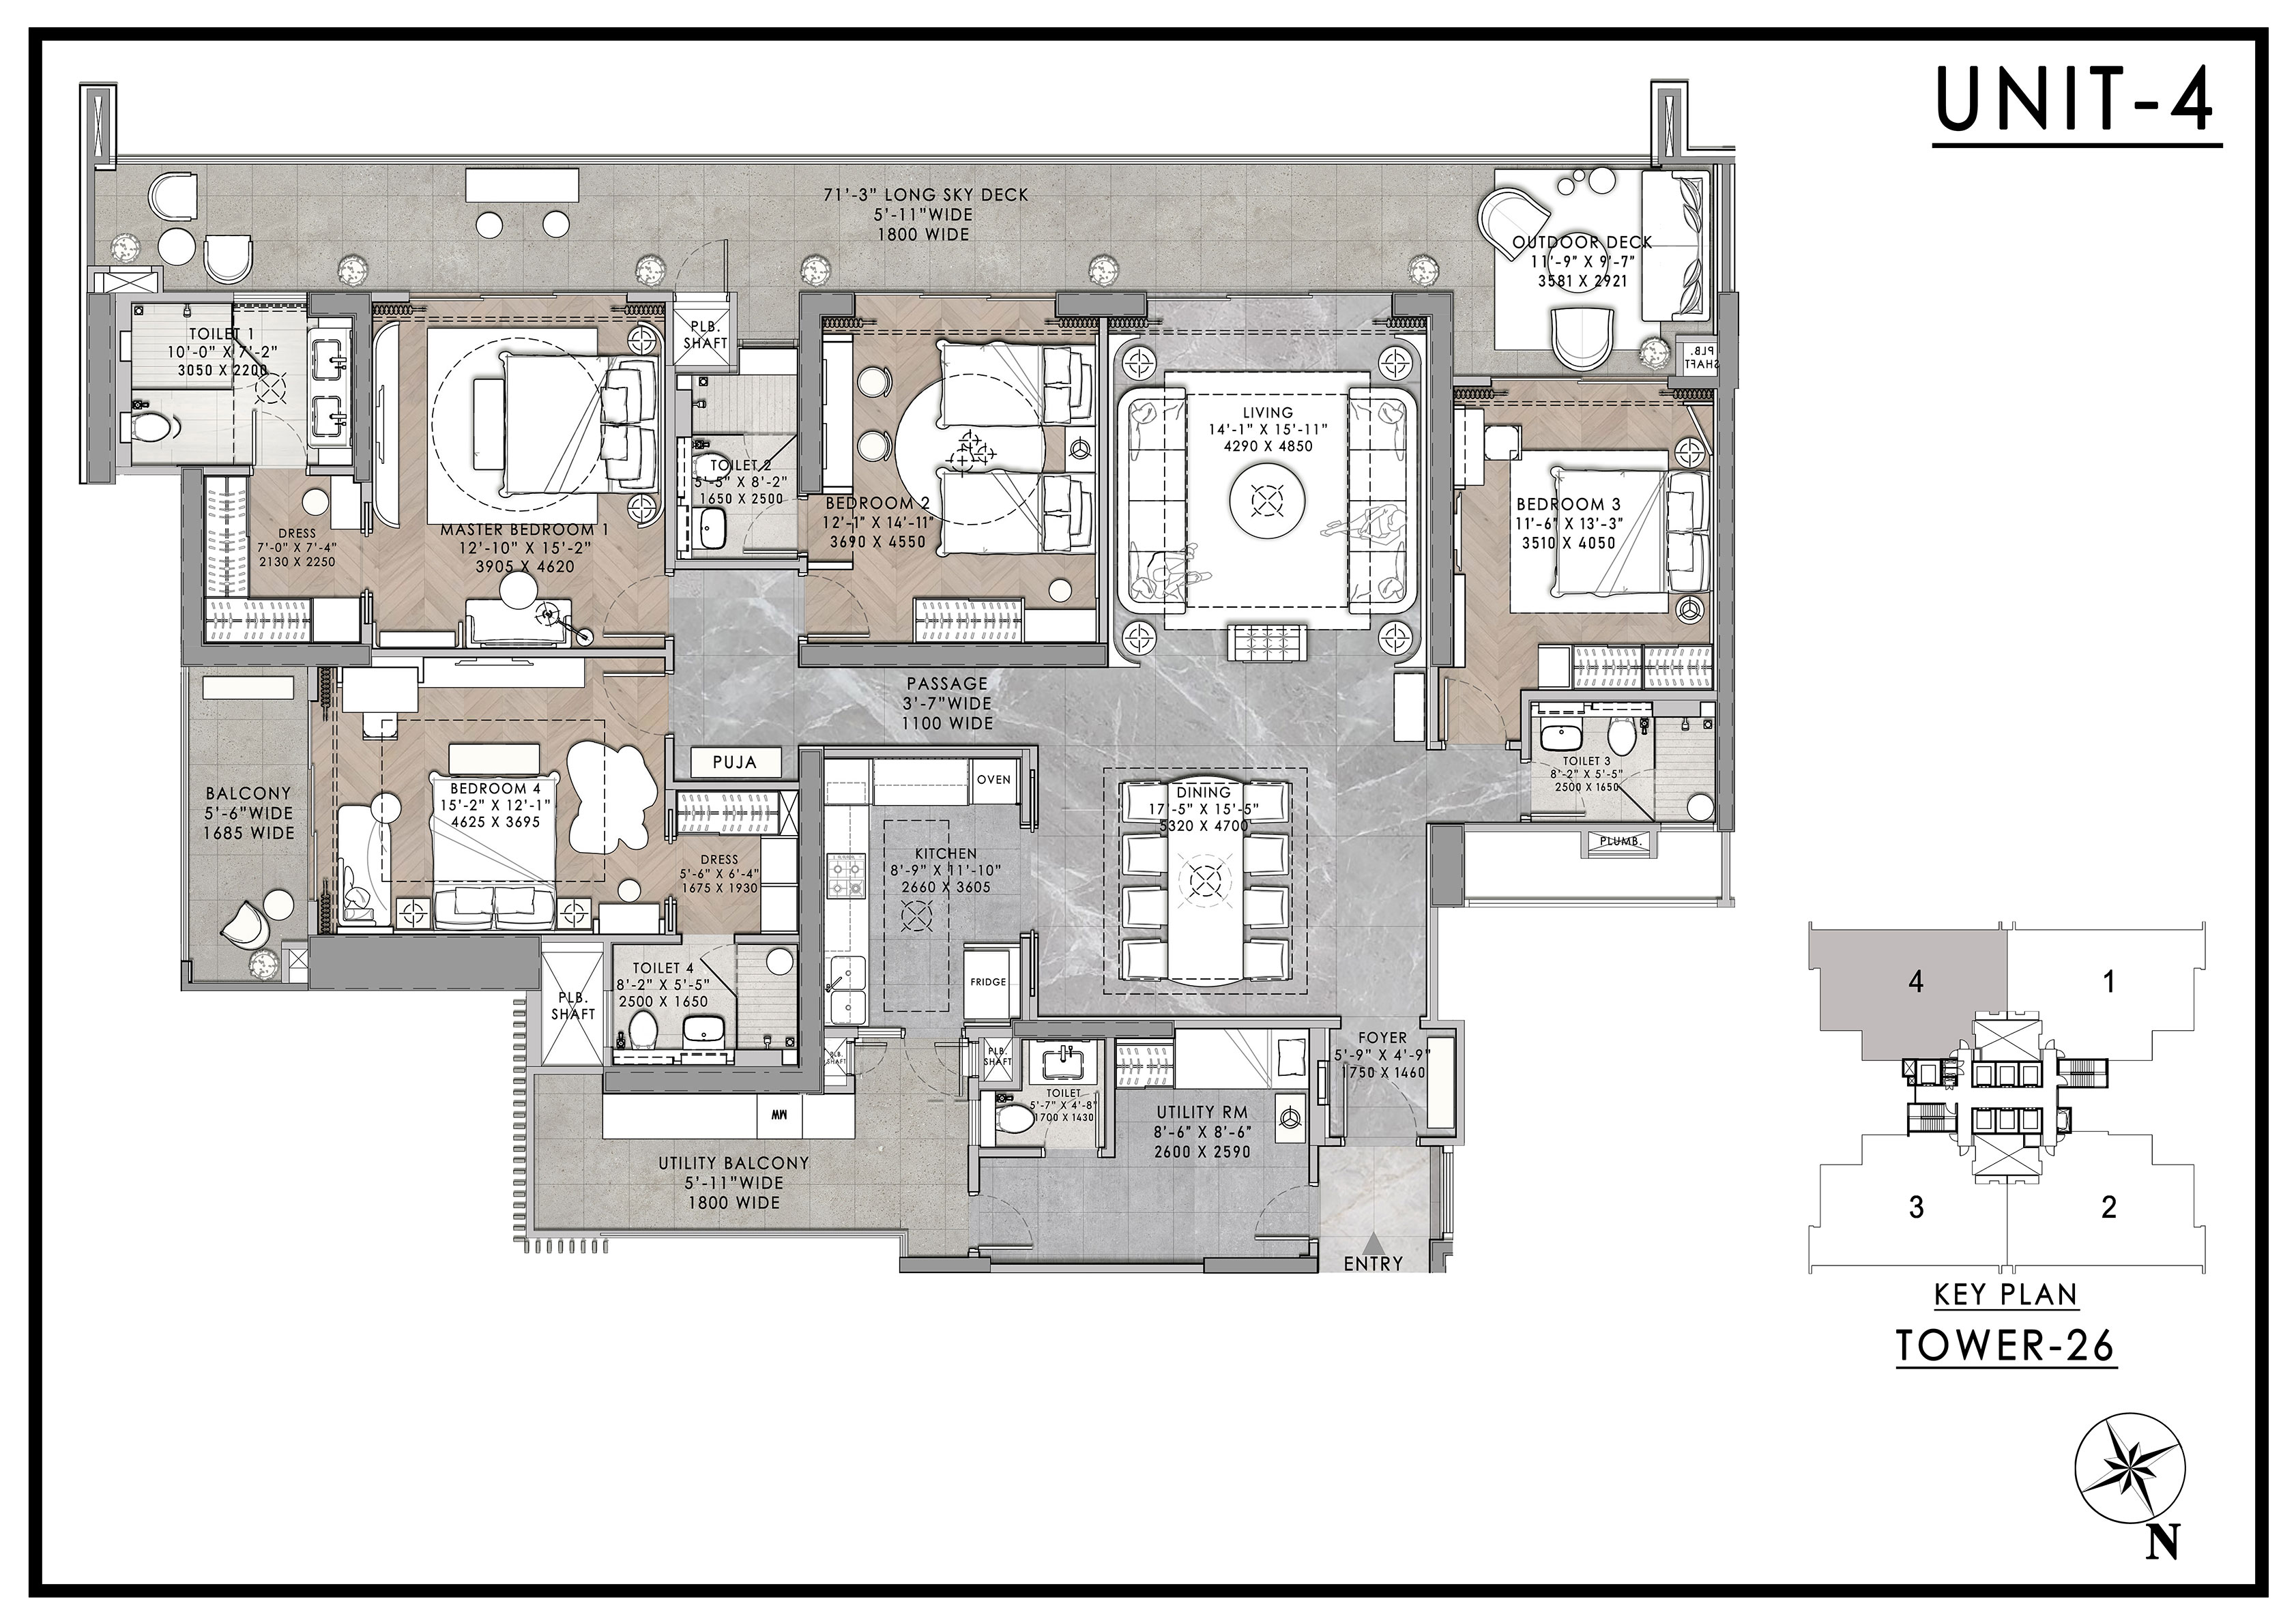 UNIT-4
71'-3" LONG SKY DECK
5'-11"WIDE
1800 WIDE
OUTDOOR DECK
11'-9" X 9'-7"
3581 X 2921
TOILET 1
10'-0" X 7'-2"
3050 X 2200
PLB.
SHAFT
PLB.
SHAFT
LIVING
14'-1" X 15'-11"
4290 X 4850
TOILET 2
5'-5" X 8'-2"
1650 X 2500
BEDROOM 2
12'-1" X 14'-11"
3690 X 4550
BEDROOM 3
11'-6" X 13'-3"
3510 X 4050
DRESS
7'-0" X 7'-4"
2130 X 2250
MASTER BEDROOM 1
12'-10" X 15'-2"
3905 X 4620
PASSAGE
3'-7"WIDE
1100 WIDE
PUJA
OVEN
TOILET 3
8'-2" X 5'-5"
2500 X 1650
BALCONY
5'-6"WIDE
1685 WIDE
BEDROOM 4
15'-2" X 12'-1"
4625 X 3695
DINING
17'-5" X 15'-5"
5320 X 4700
PLUMB.
DRESS
5'-6" X 6'-4"
1675 X 1930
KITCHEN
8'-9" X 11'-10"
2660 X 3605
FRIDGE
TOILET 4
8'-2" X 5'-5"
2500 X 1650
PLB.
SHAFT
PLB.
SHAFT
PLB.
SHAFT
FOYER
5'-9" X 4'-9"
1750 X 1460
TOILET
5'-7" X 4'-8"
1700 X 1430
MW
UTILITY RM
8'-6" X 8'-6"
2600 X 2590
UTILITY BALCONY
5'-11"WIDE
1800 WIDE
ENTRY
4
1
3
2
KEY PLAN
TOWER-26
N